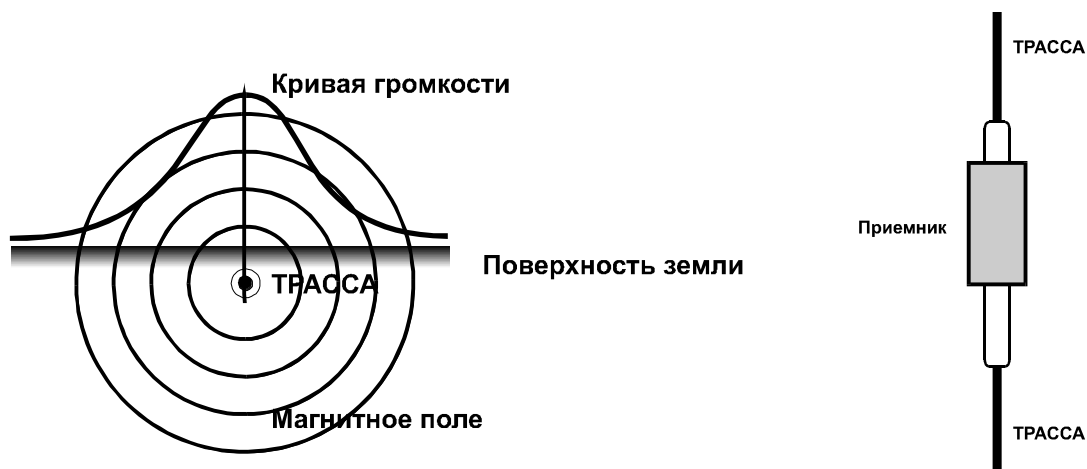 Кривая громкости
ТРАССА
Поверхность земли
Магнитное поле
ТРАССА
Приемник
ТРАССА